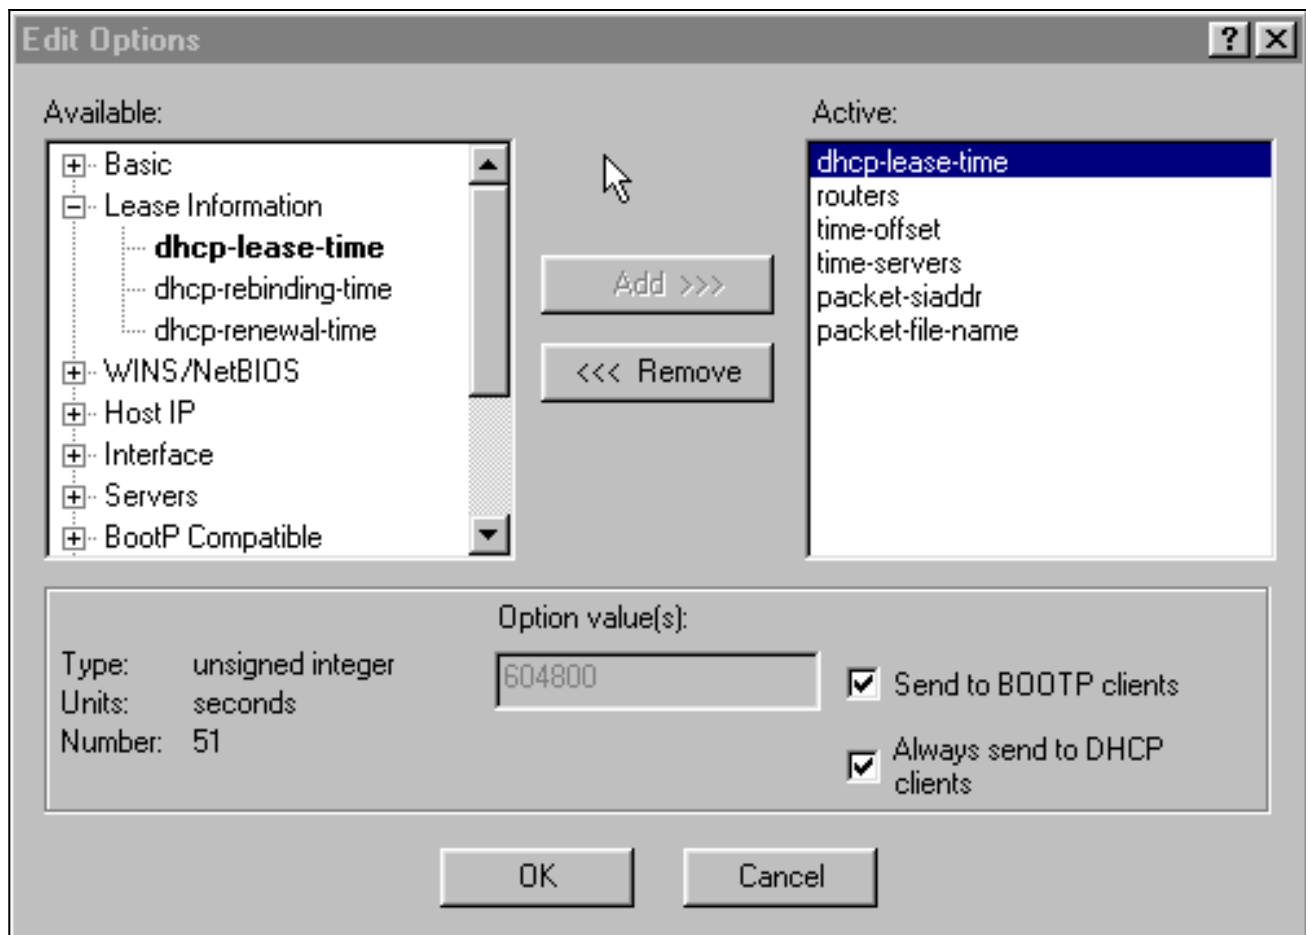 Edit Options
Available:
Basic
Lease Information
dhcp-lease-time
dhcp-rebinding-time
dhcp-renewal-time
WINS/NetBIOS
Host IP
Interface
Servers
BootP Compatible
Add >>>
<<< Remove
Active:
dhcp-lease-time
routers
time-offset
time-servers
packet-siaddr
packet-file-name
Type: unsigned integer
Units: seconds
Number: 51
Option value(s):
604800
Send to BOOTP clients
Always send to DHCP
clients
OK
Cancel